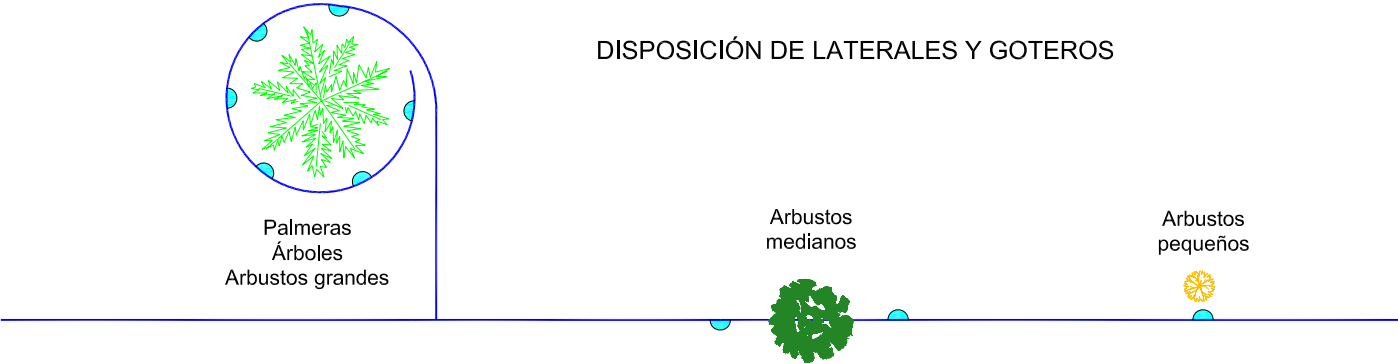 DISPOSICIÓN DE LATERALES Y GOTEROS
Palmeras
Árboles
Arbustos grandes
Arbustos
medianos
Arbustos
pequeños